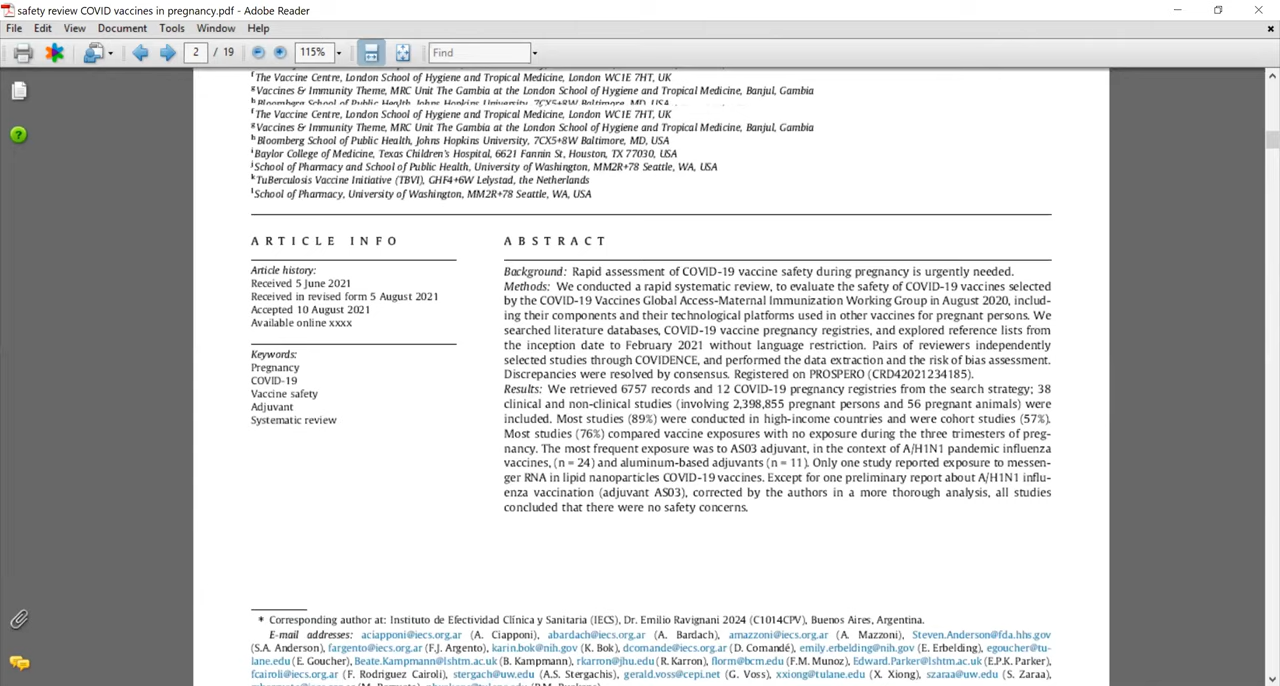 safety review COVID vaccines in pregnancy.pdf - Adobe Reader
File Edit View Document Tools Window Help
2 / 19 115% Find
f The Vaccine Centre, London School of Hygiene and Tropical Medicine, London WC1E 7HT, UK
g Vaccines & Immunity Theme, MRC Unit The Gambia at the London School of Hygiene and Tropical Medicine, Banjul, Gambia
h Bloomberg School of Public Health, Johns Hopkins University, 7CX5+8W Baltimore, MD, USA
f The Vaccine Centre, London School of Hygiene and Tropical Medicine, London WC1E 7HT, UK
g Vaccines & Immunity Theme, MRC Unit The Gambia at the London School of Hygiene and Tropical Medicine, Banjul, Gambia
h Bloomberg School of Public Health, Johns Hopkins University, 7CX5+8W Baltimore, MD, USA
i Baylor College of Medicine, Texas Children's Hospital, 6621 Fannin St, Houston, TX 77030, USA
j School of Pharmacy and School of Public Health, University of Washington, MM2R+78 Seattle, WA, USA
k TuBerculosis Vaccine Initiative (TBVI), GHF4+6W Lelystad, the Netherlands
l School of Pharmacy, University of Washington, MM2R+78 Seattle, WA, USA
ARTICLE INFO
Article history:
Received 5 June 2021
Received in revised form 5 August 2021
Accepted 10 August 2021
Available online xxxx
Keywords:
Pregnancy
COVID-19
Vaccine safety
Adjuvant
Systematic review
ABSTRACT
Background: Rapid assessment of COVID-19 vaccine safety during pregnancy is urgently needed.
Methods: We conducted a rapid systematic review, to evaluate the safety of COVID-19 vaccines selected
by the COVID-19 Vaccines Global Access-Maternal Immunization Working Group in August 2020, includ-
ing their components and their technological platforms used in other vaccines for pregnant persons. We
searched literature databases, COVID-19 vaccine pregnancy registries, and explored reference lists from
the inception date to February 2021 without language restriction. Pairs of reviewers independently
selected studies through COVIDENCE, and performed the data extraction and the risk of bias assessment.
Discrepancies were resolved by consensus. Registered on PROSPERO (CRD42021234185).
Results: We retrieved 6757 records and 12 COVID-19 pregnancy registries from the search strategy; 38
clinical and non-clinical studies (involving 2,398,855 pregnant persons and 56 pregnant animals) were
included. Most studies (89%) were conducted in high-income countries and were cohort studies (57%).
Most studies (76%) compared vaccine exposures with no exposure during the three trimesters of preg-
nancy. The most frequent exposure was to AS03 adjuvant, in the context of A/H1N1 pandemic influenza
vaccines, (n = 24) and aluminum-based adjuvants (n = 11). Only one study reported exposure to messen-
ger RNA in lipid nanoparticles COVID-19 vaccines. Except for one preliminary report about A/H1N1 influ-
enza vaccination (adjuvant AS03), corrected by the authors in a more thorough analysis, all studies
concluded that there were no safety concerns.
* Corresponding author at: Instituto de Efectividad Clínica y Sanitaria (IECS), Dr. Emilio Ravignani 2024 (C1014CPV), Buenos Aires, Argentina.
E-mail addresses: aciapponi@iecs.org.ar (A. Ciapponi), abardach@iecs.org.ar (A. Bardach), amazzoni@iecs.org.ar (A. Mazzoni), Steven.Anderson@fda.hhs.gov
(S.A. Anderson), fargento@iecs.org.ar (F.J. Argento), karin.bok@nih.gov (K. Bok), dcomande@iecs.org.ar (D. Comandé), emily.erbelding@nih.gov (E. Erbelding), egoucher@tu-
lane.edu (E. Goucher), Beate.Kampmann@lshtm.ac.uk (B. Kampmann), rkarron@jhu.edu (R. Karron), florm@bcm.edu (F.M. Munoz), Edward.Parker@lshtm.ac.uk (E.P.K. Parker),
fcairoli@iecs.org.ar (F. Rodriguez Cairoli), stergach@uw.edu (A.S. Stergachis), gerald.voss@cepi.net (G. Voss), xxiong@tulane.edu (X. Xiong), szaraa@uw.edu (S. Zaraa),